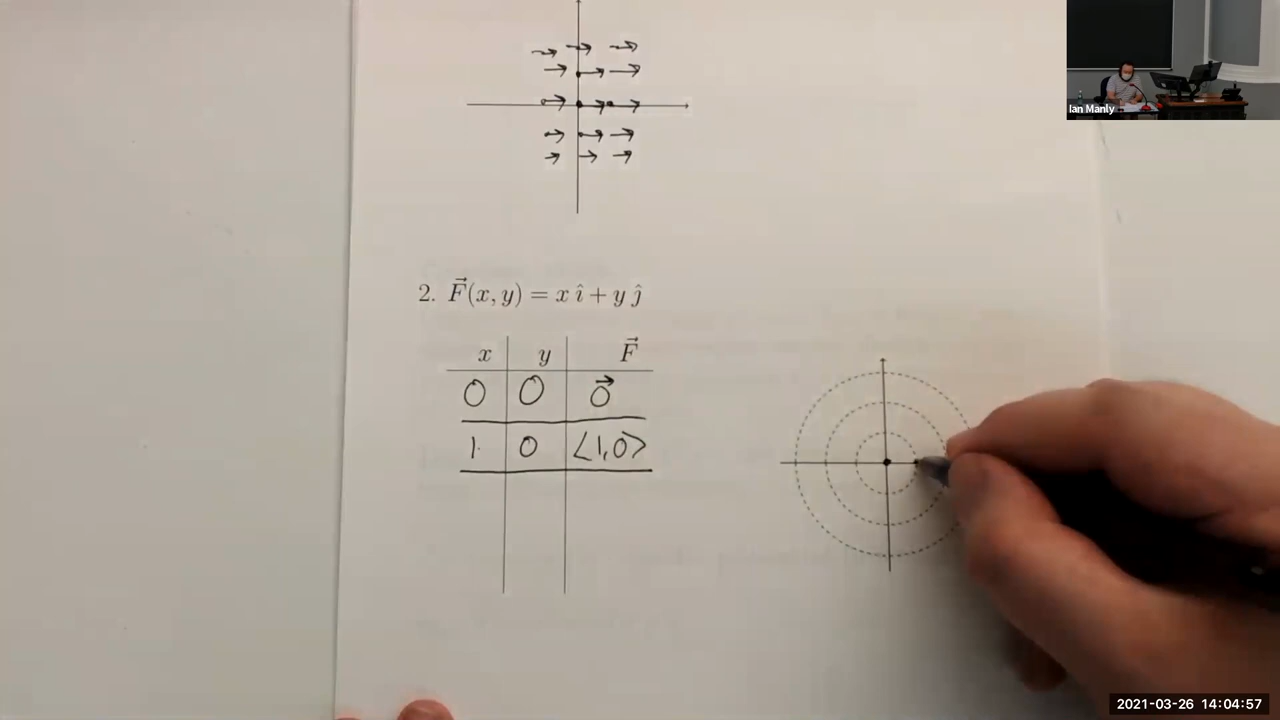 Ian Manly
2. F⃗(x, y) = x î + y ĵ
x y F⃗
0 0 0⃗
1 0 <1,0>
2021-03-26 14:04:57